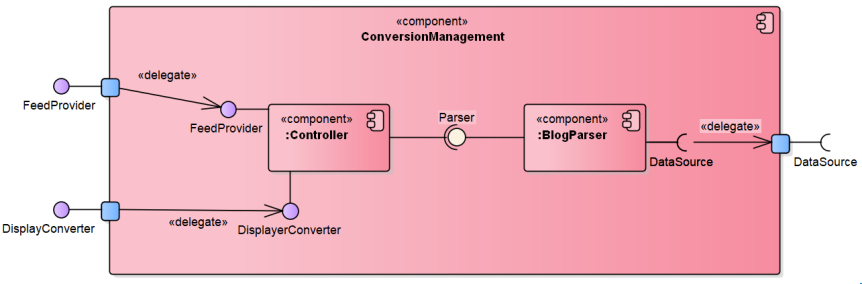 «component»
ConversionManagement
«delegate»
FeedProvider
FeedProvider
«component»
:Controller
Parser
«component»
:BlogParser
«delegate»
DataSource
DataSource
DisplayConverter
«delegate»
DisplayerConverter